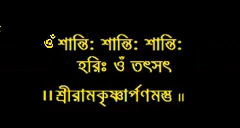 ওঁ শান্তি: শান্তি: শান্তি:
হরিঃ ওঁ তৎসৎ
।।শ্রীরামকৃষ্ণার্পণমস্তু॥